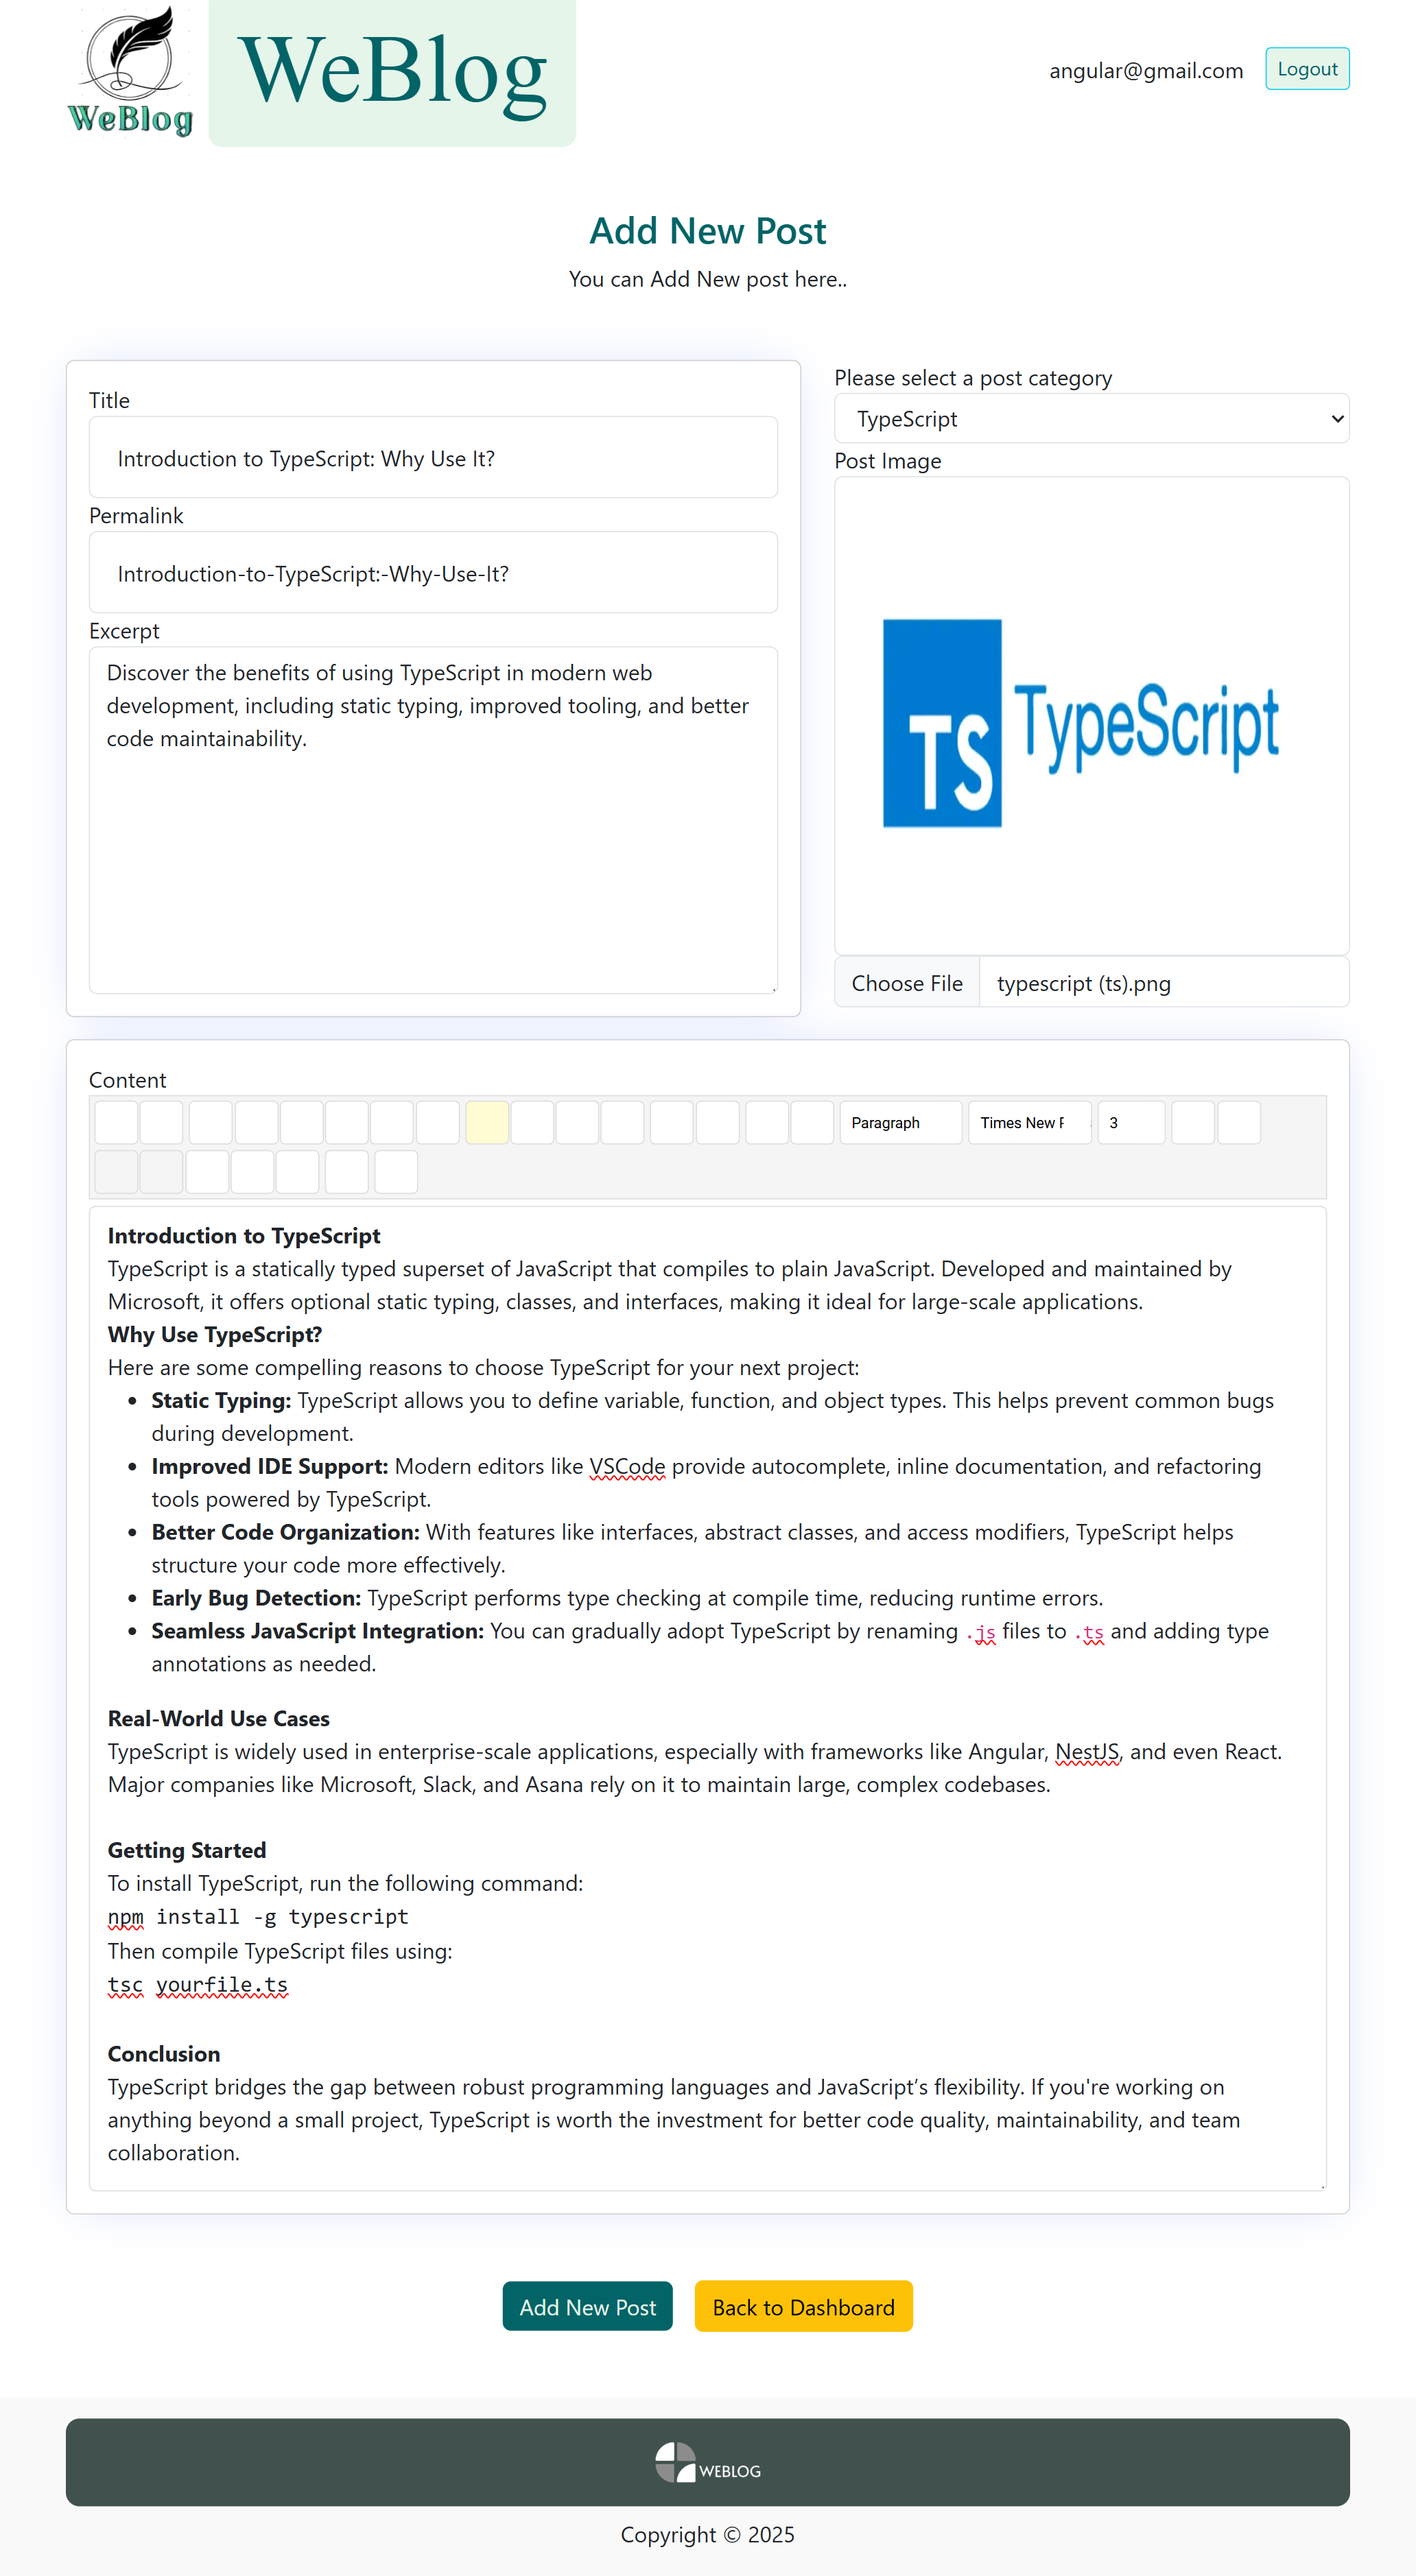 WeBlog
WeBlog
angular@gmail.com
Logout
Add New Post
You can Add New post here..
Title
Introduction to TypeScript: Why Use It?
Permalink
Introduction-to-TypeScript:-Why-Use-It?
Excerpt
Discover the benefits of using TypeScript in modern web
development, including static typing, improved tooling, and better
code maintainability.
Please select a post category
TypeScript
Post Image
TS TypeScript
Choose File typescript (ts).png
Content
Paragraph Times New F 3
Introduction to TypeScript
TypeScript is a statically typed superset of JavaScript that compiles to plain JavaScript. Developed and maintained by
Microsoft, it offers optional static typing, classes, and interfaces, making it ideal for large-scale applications.
Why Use TypeScript?
Here are some compelling reasons to choose TypeScript for your next project:
• Static Typing: TypeScript allows you to define variable, function, and object types. This helps prevent common bugs
during development.
• Improved IDE Support: Modern editors like VSCode provide autocomplete, inline documentation, and refactoring
tools powered by TypeScript.
• Better Code Organization: With features like interfaces, abstract classes, and access modifiers, TypeScript helps
structure your code more effectively.
• Early Bug Detection: TypeScript performs type checking at compile time, reducing runtime errors.
• Seamless JavaScript Integration: You can gradually adopt TypeScript by renaming .js files to .ts and adding type
annotations as needed.
Real-World Use Cases
TypeScript is widely used in enterprise-scale applications, especially with frameworks like Angular, NestJS, and even React.
Major companies like Microsoft, Slack, and Asana rely on it to maintain large, complex codebases.
Getting Started
To install TypeScript, run the following command:
npm install -g typescript
Then compile TypeScript files using:
tsc yourfile.ts
Conclusion
TypeScript bridges the gap between robust programming languages and JavaScript’s flexibility. If you're working on
anything beyond a small project, TypeScript is worth the investment for better code quality, maintainability, and team
collaboration.
Add New Post
Back to Dashboard
WEBLOG
Copyright © 2025